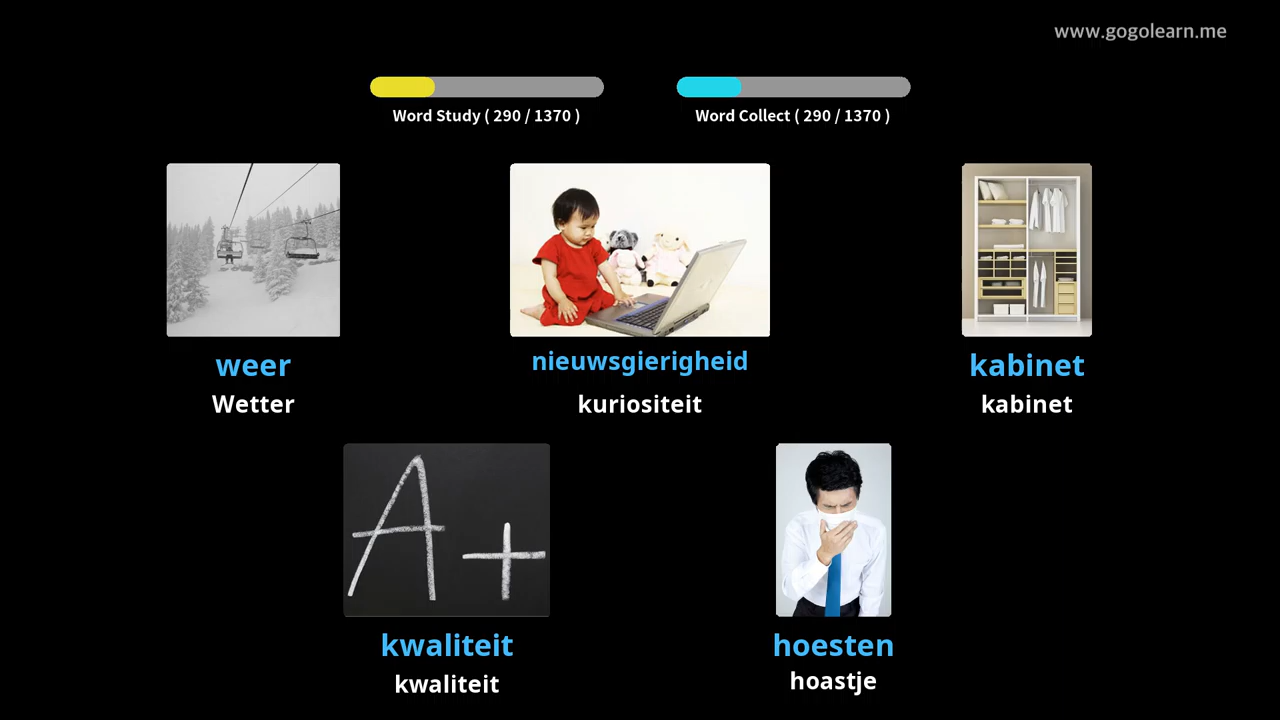 www.gogolearn.me
Word Study ( 290 / 1370 )
Word Collect ( 290 / 1370 )
weer
Wetter
nieuwsgierigheid
kuriositeit
kabinet
kabinet
A+
kwaliteit
kwaliteit
hoesten
hoastje